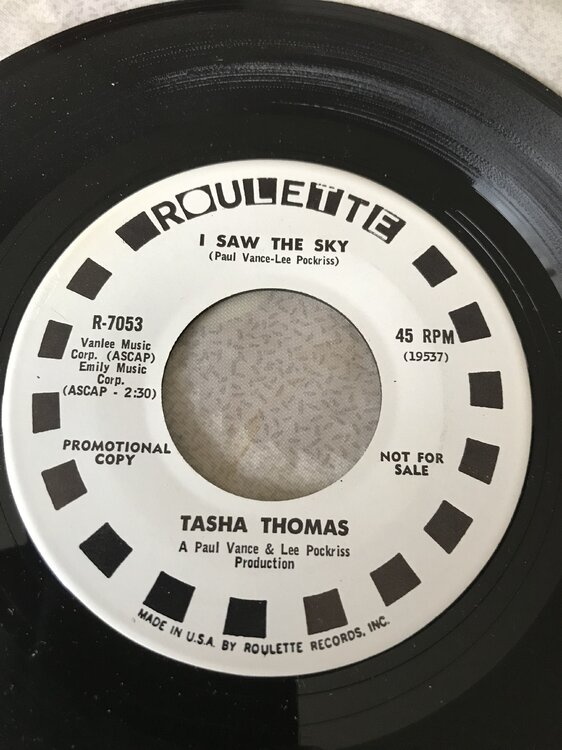 ROULETTE
I SAW THE SKY
(Paul Vance-Lee Pockriss)
R-7053
Vanlee Music
Corp. (ASCAP)
Emily Music
Corp.
(ASCAP - 2:30)
45 RPM
(19537)
PROMOTIONAL
COPY
NOT FOR
SALE
TASHA THOMAS
A Paul Vance & Lee Pockriss
Production
MADE IN U.S.A. BY ROULETTE RECORDS, INC.